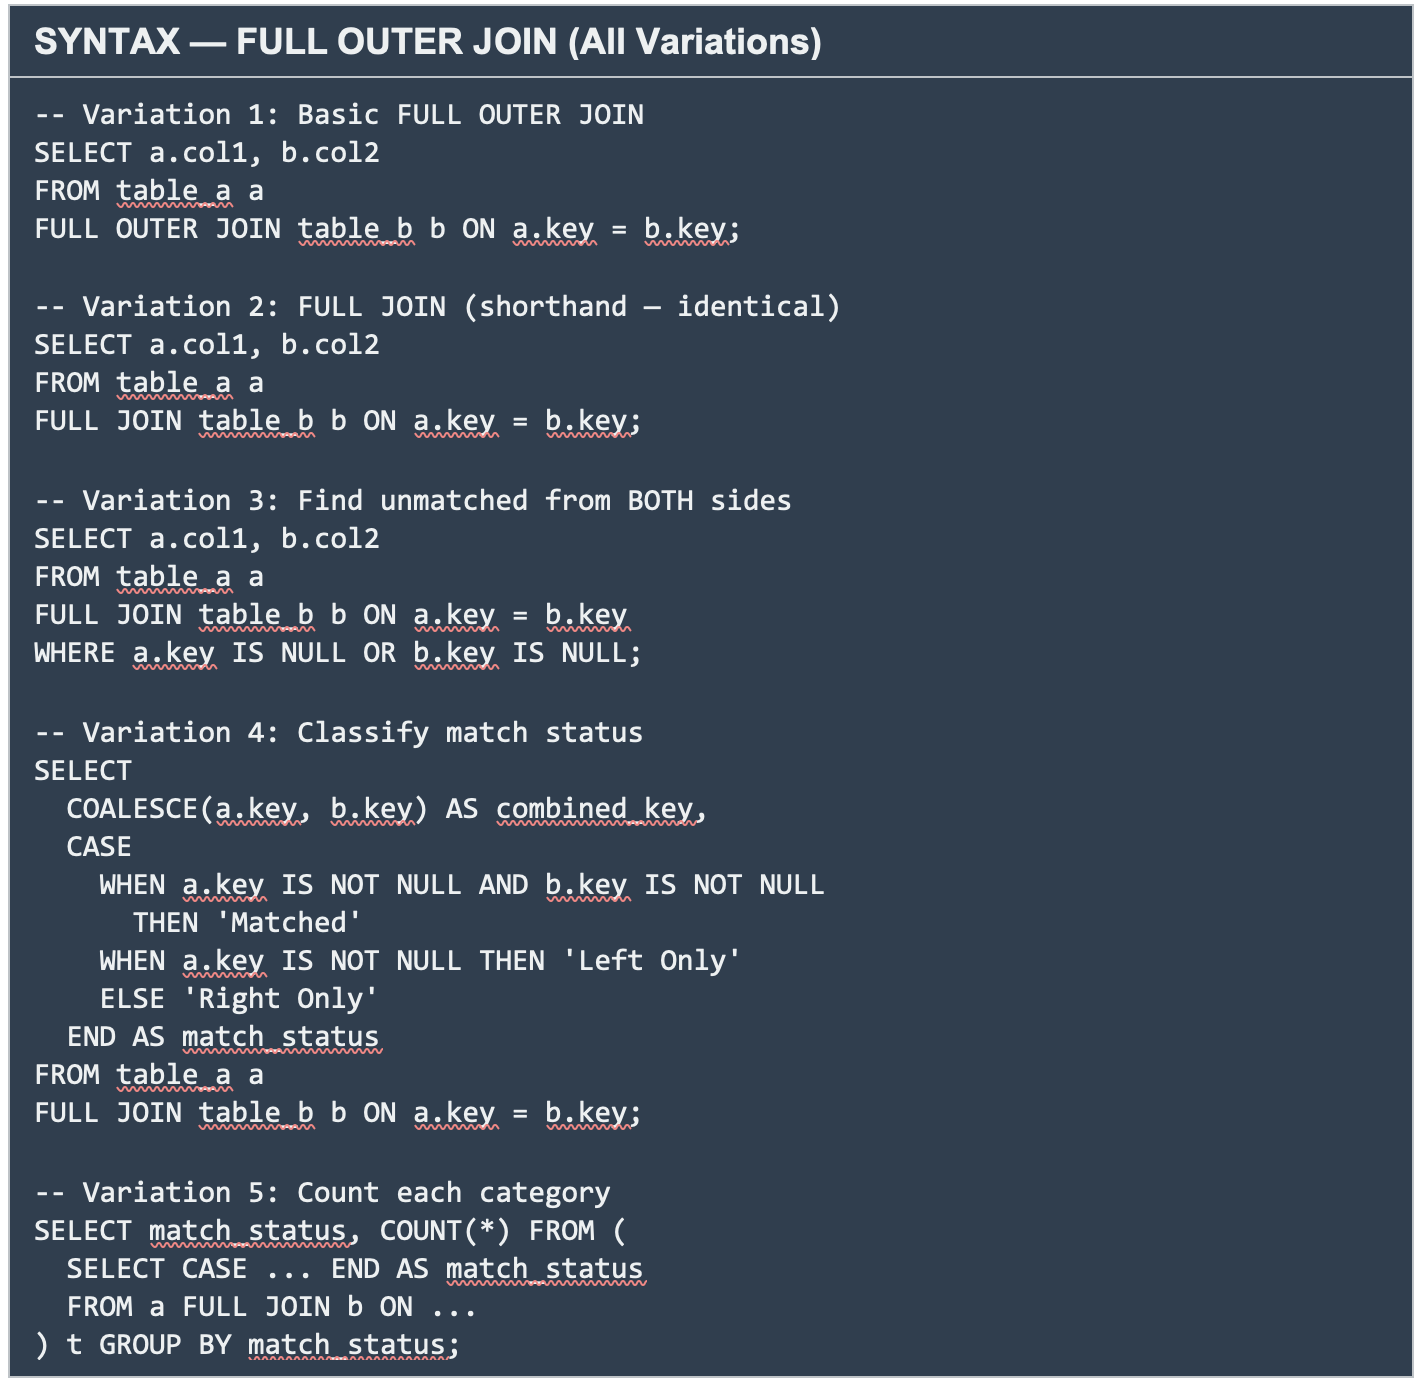 SYNTAX — FULL OUTER JOIN (All Variations)
-- Variation 1: Basic FULL OUTER JOIN
SELECT a.col1, b.col2
FROM table_a a
FULL OUTER JOIN table_b b ON a.key = b.key;

-- Variation 2: FULL JOIN (shorthand — identical)
SELECT a.col1, b.col2
FROM table_a a
FULL JOIN table_b b ON a.key = b.key;

-- Variation 3: Find unmatched from BOTH sides
SELECT a.col1, b.col2
FROM table_a a
FULL JOIN table_b b ON a.key = b.key
WHERE a.key IS NULL OR b.key IS NULL;

-- Variation 4: Classify match status
SELECT
  COALESCE(a.key, b.key) AS combined_key,
  CASE
    WHEN a.key IS NOT NULL AND b.key IS NOT NULL
      THEN 'Matched'
    WHEN a.key IS NOT NULL THEN 'Left Only'
    ELSE 'Right Only'
  END AS match_status
FROM table_a a
FULL JOIN table_b b ON a.key = b.key;

-- Variation 5: Count each category
SELECT match_status, COUNT(*) FROM (
  SELECT CASE ... END AS match_status
  FROM a FULL JOIN b ON ...
) t GROUP BY match_status;